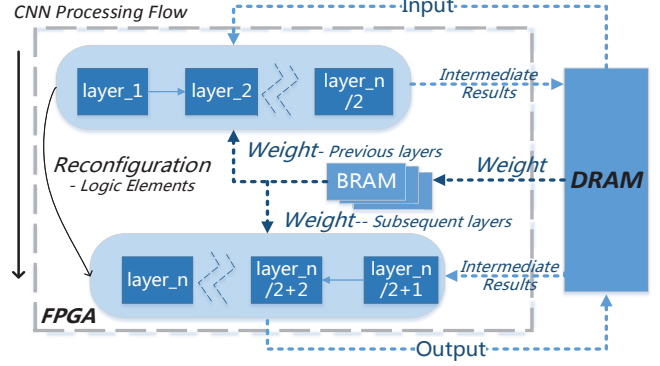 CNN Processing Flow
Input
layer_1
layer_2
layer_n
/2
Intermediate
Results
Reconfiguration
- Logic Elements
Weight- Previous layers
BRAM
Weight
DRAM
Weight-- Subsequent layers
layer_n
layer_n
/2+2
layer_n
/2+1
Intermediate
Results
FPGA
Output